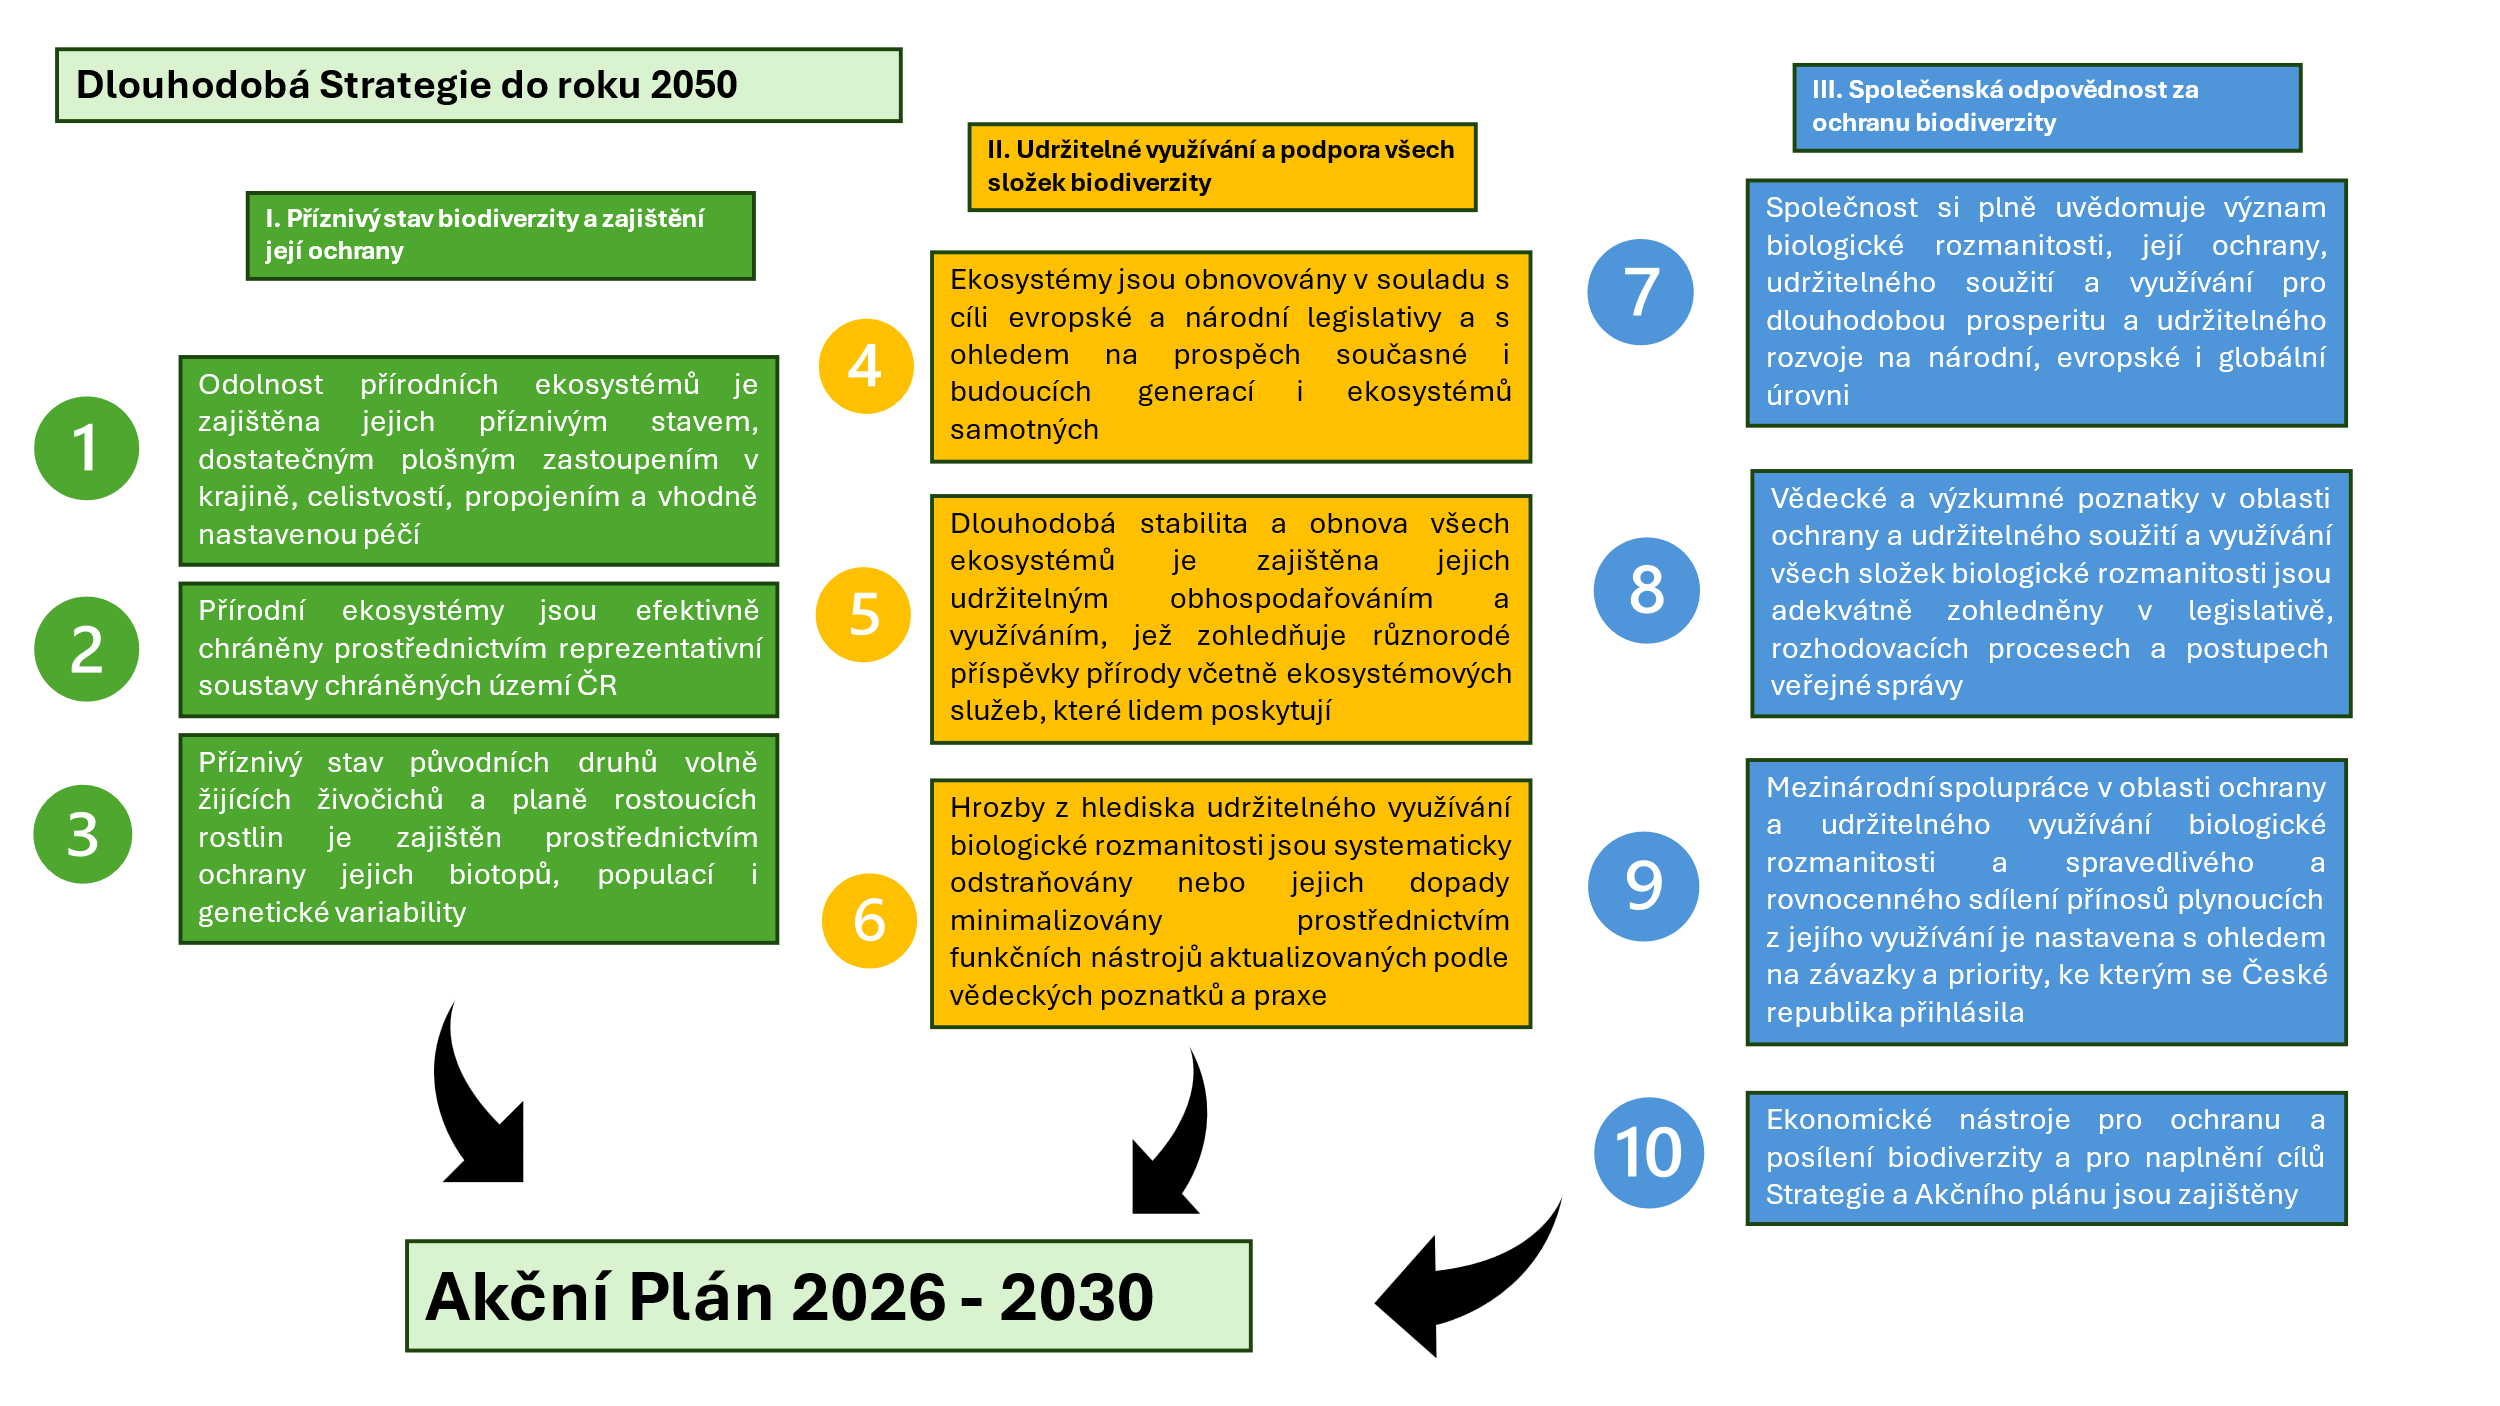 Dlouhodobá Strategie do roku 2050
I. Příznivý stav biodiverzity a zajištění
její ochrany
1
Odolnost přírodních ekosystémů je
zajištěna jejich příznivým stavem,
dostatečným plošným zastoupením v
krajině, celistvostí, propojením a vhodně
nastavenou péčí
2
Přírodní ekosystémy jsou efektivně
chráněny prostřednictvím reprezentativní
soustavy chráněných území ČR
3
Příznivý stav původních druhů volně
žijících živočichů a planě rostoucích
rostlin je zajištěn prostřednictvím
ochrany jejich biotopů, populací i
genetické variability
II. Udržitelné využívání a podpora všech
složek biodiverzity
4
Ekosystémy jsou obnovovány v souladu s
cíli evropské a národní legislativy a s
ohledem na prospěch současné i
budoucích generací i ekosystémů
samotných
5
Dlouhodobá stabilita a obnova všech
ekosystémů je zajištěna jejich
udržitelným obhospodařováním a
využíváním, jež zohledňuje různorodé
příspěvky přírody včetně ekosystémových
služeb, které lidem poskytují
6
Hrozby z hlediska udržitelného využívání
biologické rozmanitosti jsou systematicky
odstraňovány nebo jejich dopady
minimalizovány prostřednictvím
funkčních nástrojů aktualizovaných podle
vědeckých poznatků a praxe
III. Společenská odpovědnost za
ochranu biodiverzity
7
Společnost si plně uvědomuje význam
biologické rozmanitosti, její ochrany,
udržitelného soužití a využívání pro
dlouhodobou prosperitu a udržitelného
rozvoje na národní, evropské i globální
úrovni
8
Vědecké a výzkumné poznatky v oblasti
ochrany a udržitelného soužití a využívání
všech složek biologické rozmanitosti jsou
adekvátně zohledněny v legislativě,
rozhodovacích procesech a postupech
veřejné správy
9
Mezinárodní spolupráce v oblasti ochrany
a udržitelného využívání biologické
rozmanitosti a spravedlivého a
rovnocenného sdílení přínosů plynoucích
z jejího využívání je nastavena s ohledem
na závazky a priority, ke kterým se České
republika přihlásila
10
Ekonomické nástroje pro ochranu a
posílení biodiverzity a pro naplnění cílů
Strategie a Akčního plánu jsou zajištěny
Akční Plán 2026 - 2030